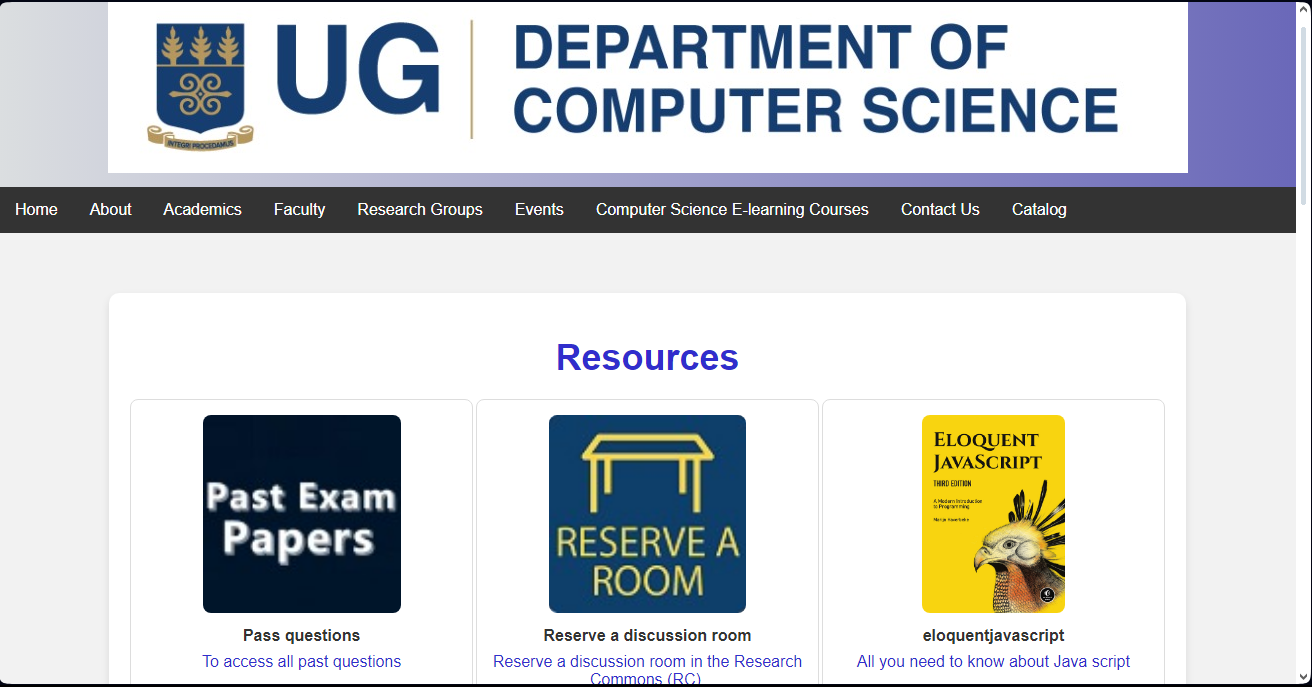 UG
DEPARTMENT OF
COMPUTER SCIENCE
INTEGRI PROCEDAMUS
Home About Academics Faculty Research Groups Events Computer Science E-learning Courses Contact Us Catalog
Resources
Past Exam
Papers
RESERVE A
ROOM
ELOQUENT
JAVASCRIPT
THIRD EDITION
A Modern Introduction
to Programming
Marijn Haverbeke
Pass questions
To access all past questions
Reserve a discussion room
Reserve a discussion room in the Research
Commons (RC)
eloquentjavascript
All you need to know about Java script